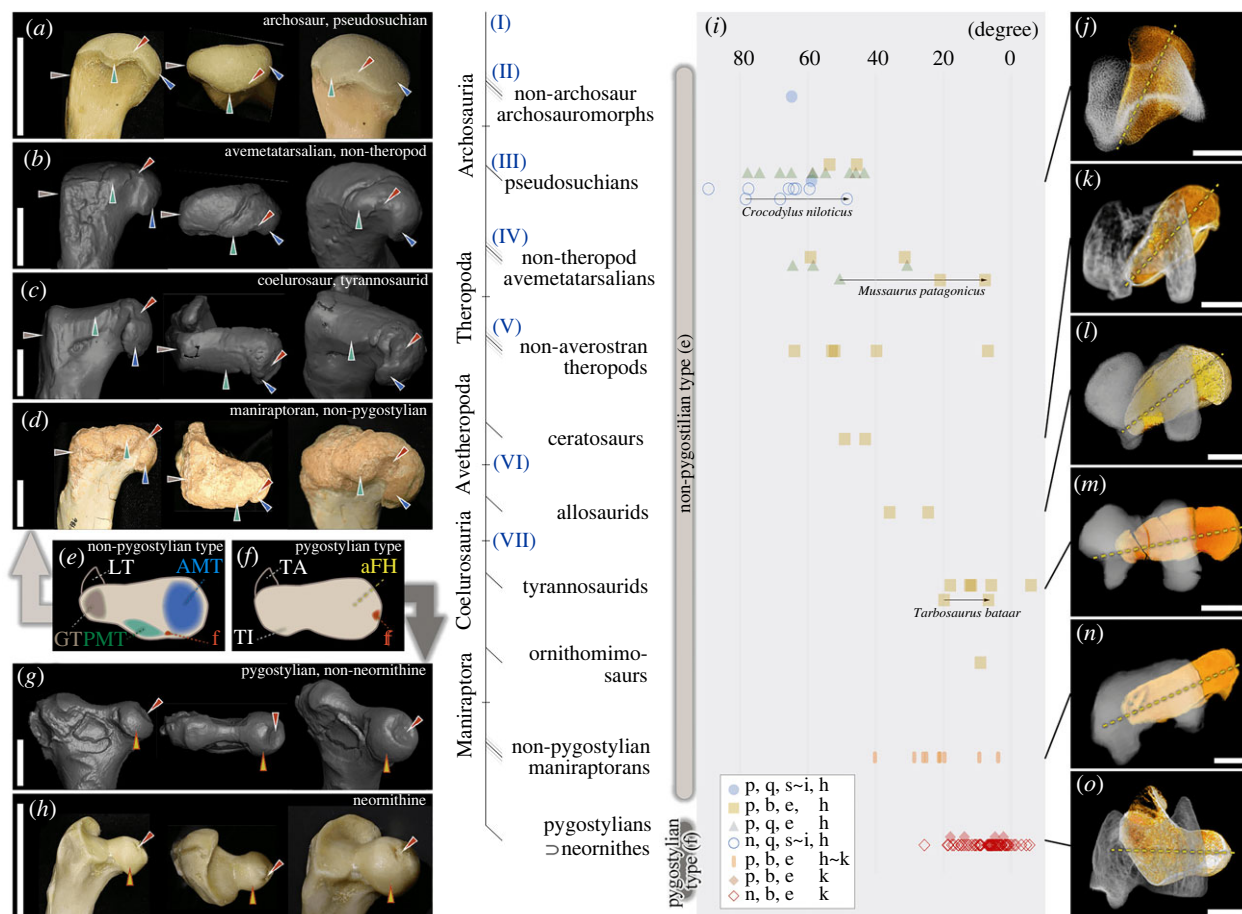 (a)
archosaur, pseudosuchian
(b)
avemetatarsalian, non-theropod
(c)
coelurosaur, tyrannosaurid
(d)
maniraptoran, non-pygostylian
(e)
non-pygostylian type
LT
AMT
GT
PMT
f
(f)
pygostylian type
TA
aFH
TI
f
(g)
pygostylian, non-neornithine
(h)
neornithine
Archosauria
Theropoda
Avetheropoda
Coelurosauria
Maniraptora
(I)
(II)
non-archosaur
archosauromorphs
(III)
pseudosuchians
(IV)
non-theropod
avemetatarsalians
(V)
non-averostran
theropods
ceratosaurs
(VI)
allosaurids
(VII)
tyrannosaurids
ornithomimo-
saurs
non-pygostylian
maniraptorans
pygostylians
⊃neornithes
non-pygostilian type (e)
pygostylian
type (f)
(i)
(degree)
80 60 40 20 0
Crocodylus niloticus
Mussaurus patagonicus
Tarbosaurus bataar
p, q, s~i, h
p, b, e, h
p, q, e h
n, q, s~i, h
p, b, e h~k
p, b, e k
n, b, e k
(j)
(k)
(l)
(m)
(n)
(o)